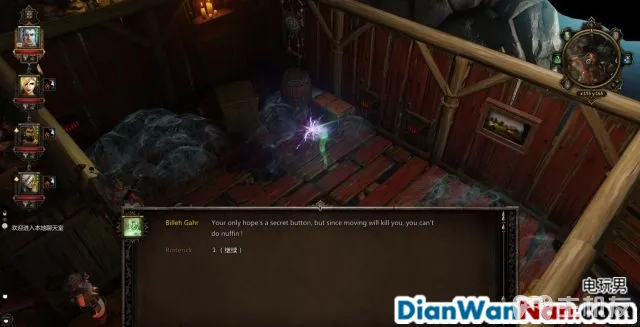 欢迎进入本地聊天室
Billeh Gahr
Your only hope's a secret button, but since moving will kill you, you can't
do nuffin'!
Roderick
1.（继续）
电玩男
DianWanNan.com